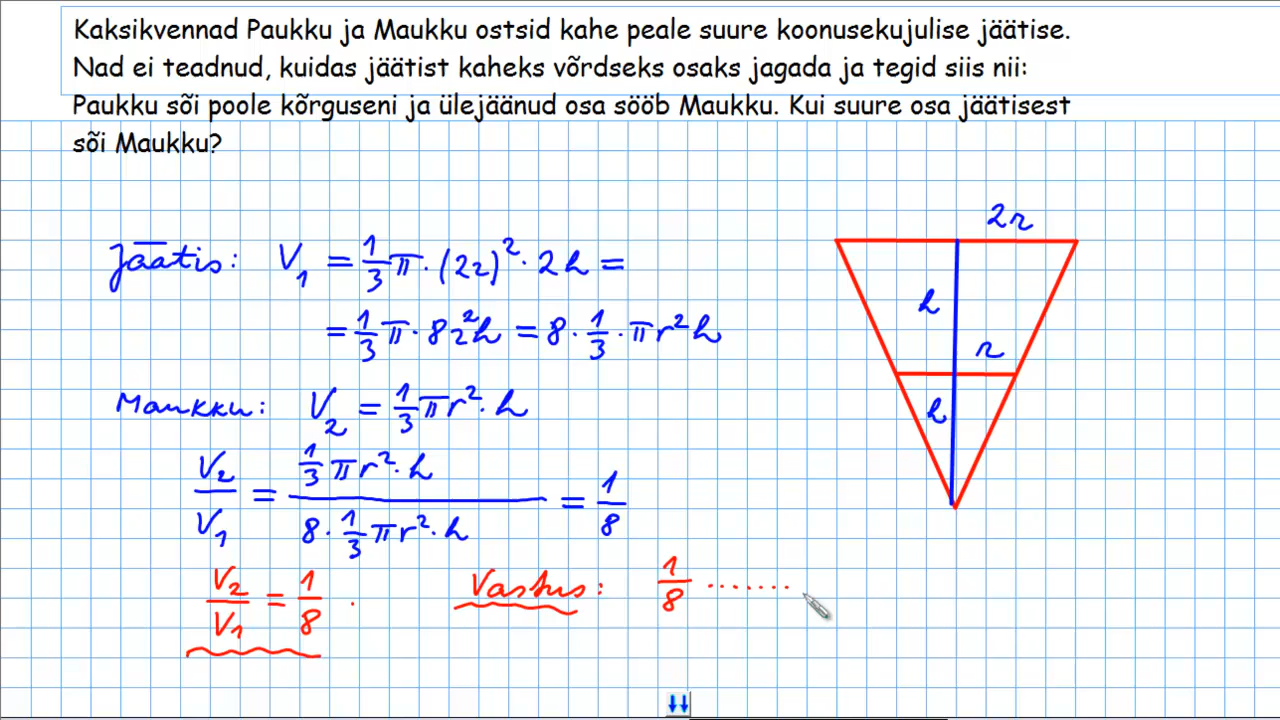 Kaksikvennad Paukku ja Maukku ostsid kahe peale suure koonusekujulise jäätise.
Nad ei teadnud, kuidas jäätist kaheks võrdseks osaks jagada ja tegid siis nii:
Paukku sõi poole kõrguseni ja ülejäänud osa sööb Maukku. Kui suure osa jäätisest
sõi Maukku?
2r
Jäätis: V₁ = 1/3 π · (2r)² · 2h =
= 1/3 π · 8r²h = 8 · 1/3 · πr²h
h
r
Maukku: V₂ = 1/3 πr² · h
h
V₂/V₁ = (1/3 πr² · h)/(8 · 1/3 πr² · h) = 1/8
V₂/V₁ = 1/8 . Vastus: 1/8 ........